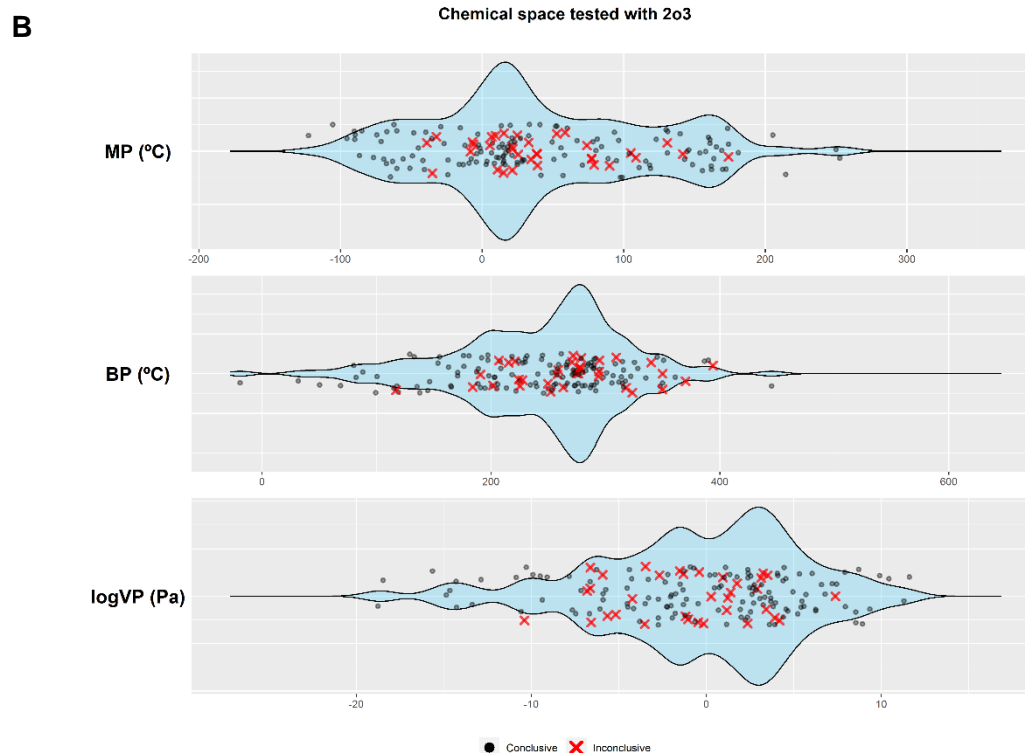 Chemical space tested with 2o3
B
MP (ºC)
-200 -100 0 100 200 300
BP (ºC)
0 200 400 600
logVP (Pa)
-20 -10 0 10
Conclusive Inconclusive